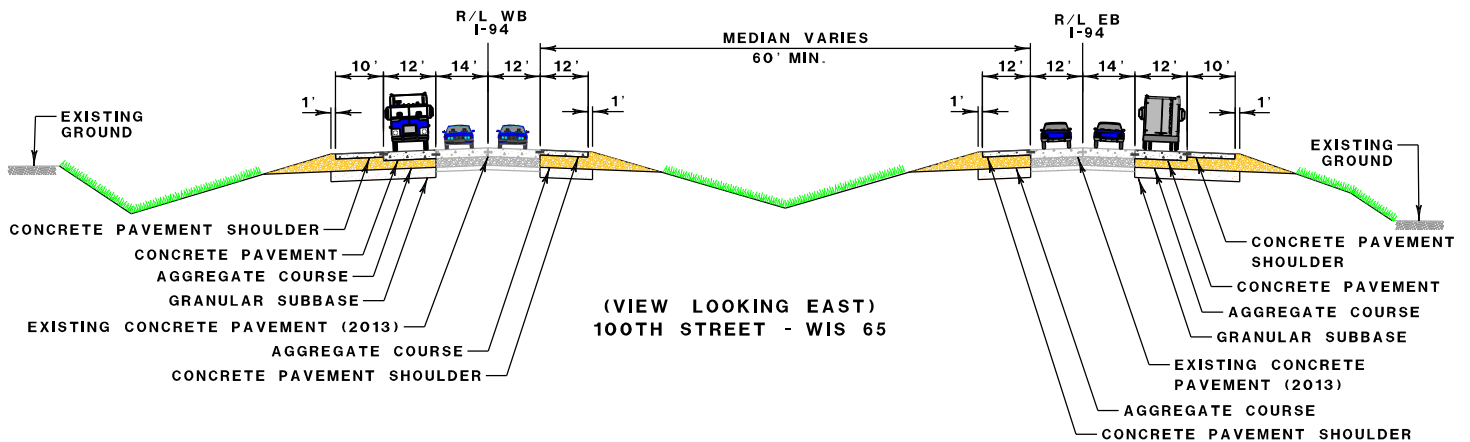 R/L WB
I-94
MEDIAN VARIES
60' MIN.
R/L EB
I-94
10' 12' 14' 12' 12'
12' 12' 14' 12' 10'
1' 1' 1' 1'
EXISTING
GROUND
EXISTING
GROUND
CONCRETE PAVEMENT SHOULDER
CONCRETE PAVEMENT
AGGREGATE COURSE
GRANULAR SUBBASE
EXISTING CONCRETE PAVEMENT (2013)
AGGREGATE COURSE
CONCRETE PAVEMENT SHOULDER
(VIEW LOOKING EAST)
100TH STREET - WIS 65
CONCRETE PAVEMENT
SHOULDER
CONCRETE PAVEMENT
AGGREGATE COURSE
GRANULAR SUBBASE
EXISTING CONCRETE
PAVEMENT (2013)
AGGREGATE COURSE
CONCRETE PAVEMENT SHOULDER